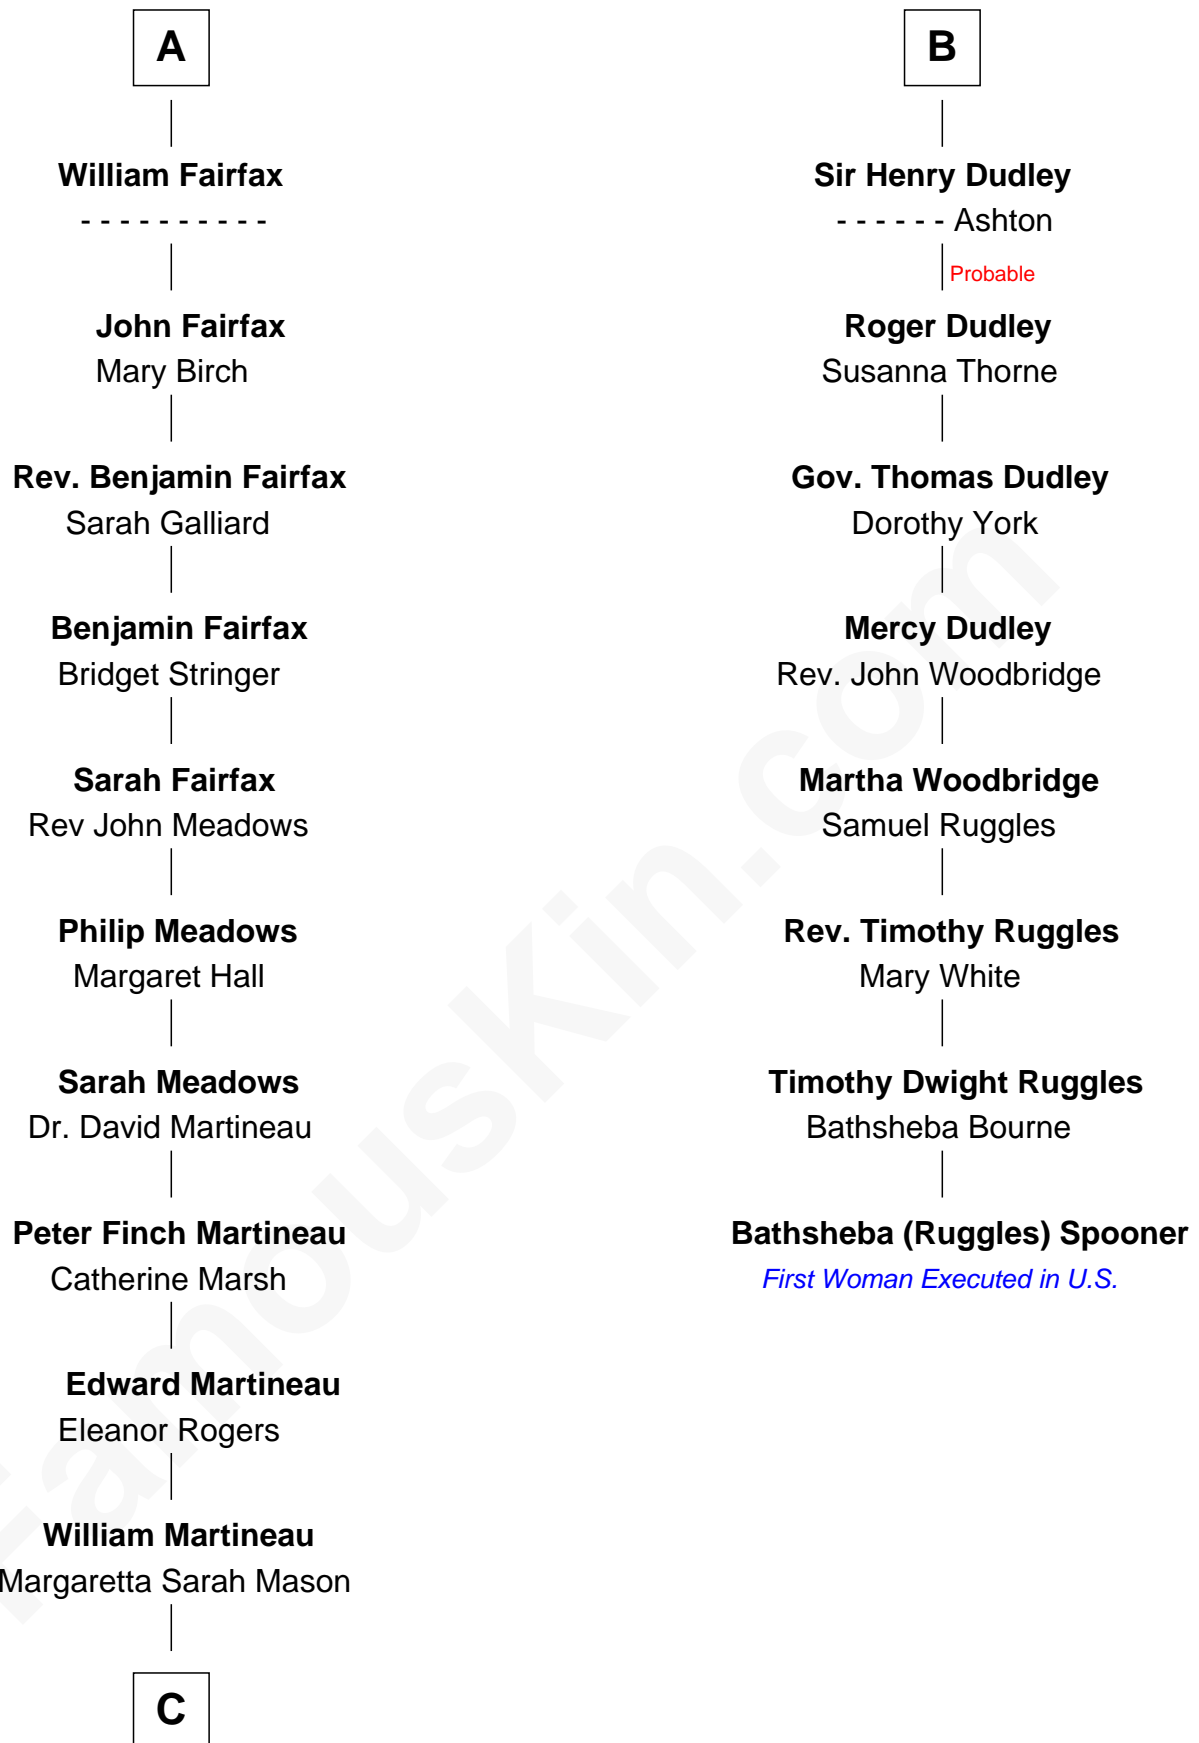 A
William Fairfax
- - - - - - - - - -
John Fairfax
Mary Birch
Rev. Benjamin Fairfax
Sarah Galliard
Benjamin Fairfax
Bridget Stringer
Sarah Fairfax
Rev John Meadows
Philip Meadows
Margaret Hall
Sarah Meadows
Dr. David Martineau
Peter Finch Martineau
Catherine Marsh
Edward Martineau
Eleanor Rogers
William Martineau
Margaretta Sarah Mason
C
B
Sir Henry Dudley
- - - - - - Ashton
Probable
Roger Dudley
Susanna Thorne
Gov. Thomas Dudley
Dorothy York
Mercy Dudley
Rev. John Woodbridge
Martha Woodbridge
Samuel Ruggles
Rev. Timothy Ruggles
Mary White
Timothy Dwight Ruggles
Bathsheba Bourne
Bathsheba (Ruggles) Spooner
First Woman Executed in U.S.
FamousKin.com